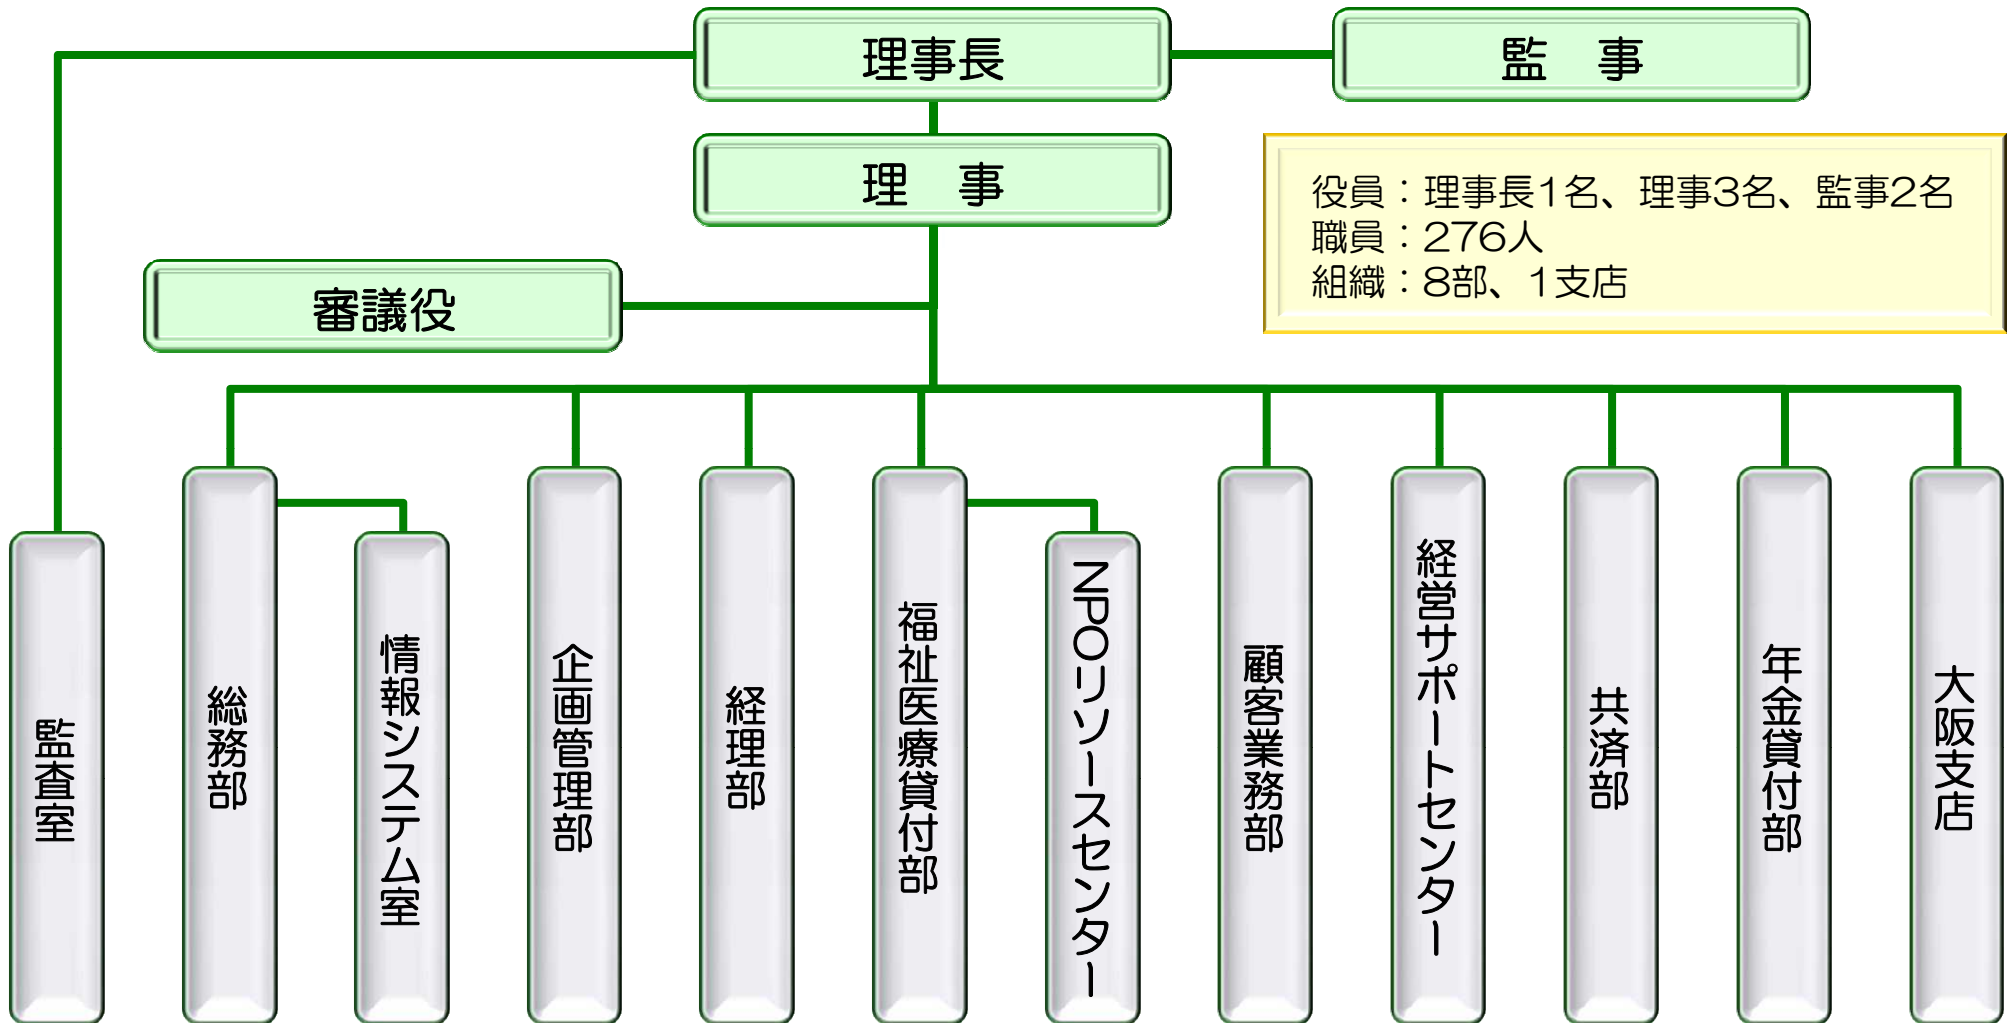 理事長
監　事
理　事
役員：理事長1名、理事3名、監事2名
職員：276人
組織：8部、1支店
審議役
監査室
総務部
情報システム室
企画管理部
経理部
福祉医療貸付部
NPOリソースセンター
顧客業務部
経営サポートセンター
共済部
年金貸付部
大阪支店